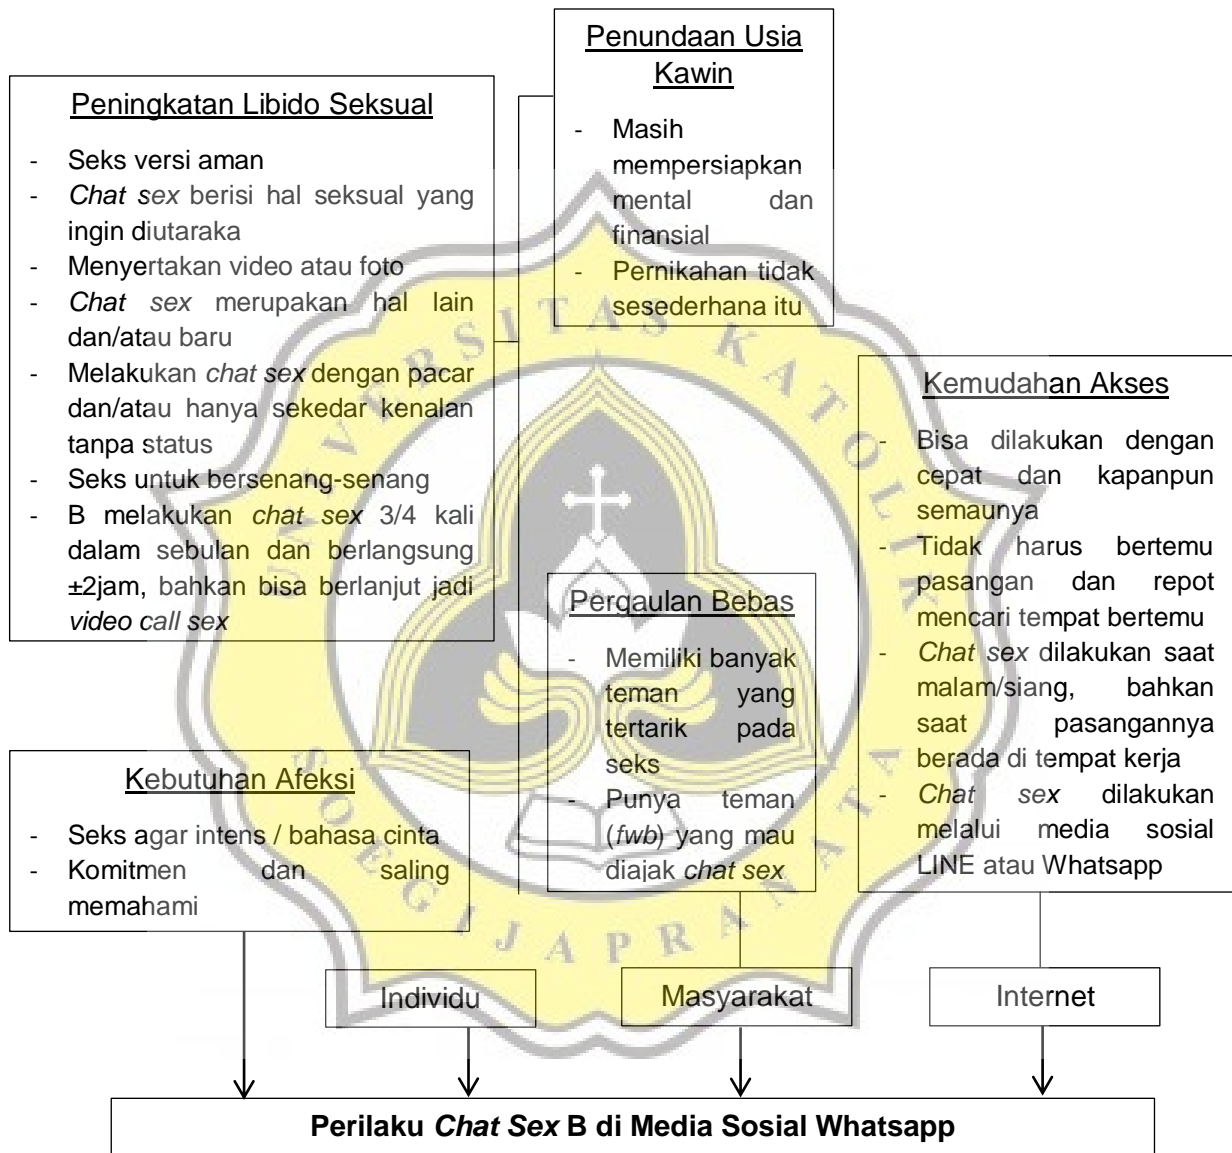 Penundaan Usia
Kawin
- Masih
mempersiapkan
mental dan
finansial
- Pernikahan tidak
sesederhana itu
Peningkatan Libido Seksual
- Seks versi aman
- Chat sex berisi hal seksual yang
ingin diutaraka
- Menyertakan video atau foto
- Chat sex merupakan hal lain
dan/atau baru
- Melakukan chat sex dengan pacar
dan/atau hanya sekedar kenalan
tanpa status
- Seks untuk bersenang-senang
- B melakukan chat sex 3/4 kali
dalam sebulan dan berlangsung
±2jam, bahkan bisa berlanjut jadi
video call sex
Kemudahan Akses
- Bisa dilakukan dengan
cepat dan kapanpun
semaunya
- Tidak harus bertemu
pasangan dan repot
mencari tempat bertemu
- Chat sex dilakukan saat
malam/siang, bahkan
saat pasangannya
berada di tempat kerja
- Chat sex dilakukan
melalui media sosial
LINE atau Whatsapp
Pergaulan Bebas
- Memiliki banyak
teman yang
tertarik pada
seks
- Punya teman
(fwb) yang mau
diajak chat sex
Kebutuhan Afeksi
- Seks agar intens / bahasa cinta
- Komitmen dan saling
memahami
Individu
Masyarakat
Internet
Perilaku Chat Sex B di Media Sosial Whatsapp
UNIVERSITAS KATOLIK
SOEGIJAPRANATA